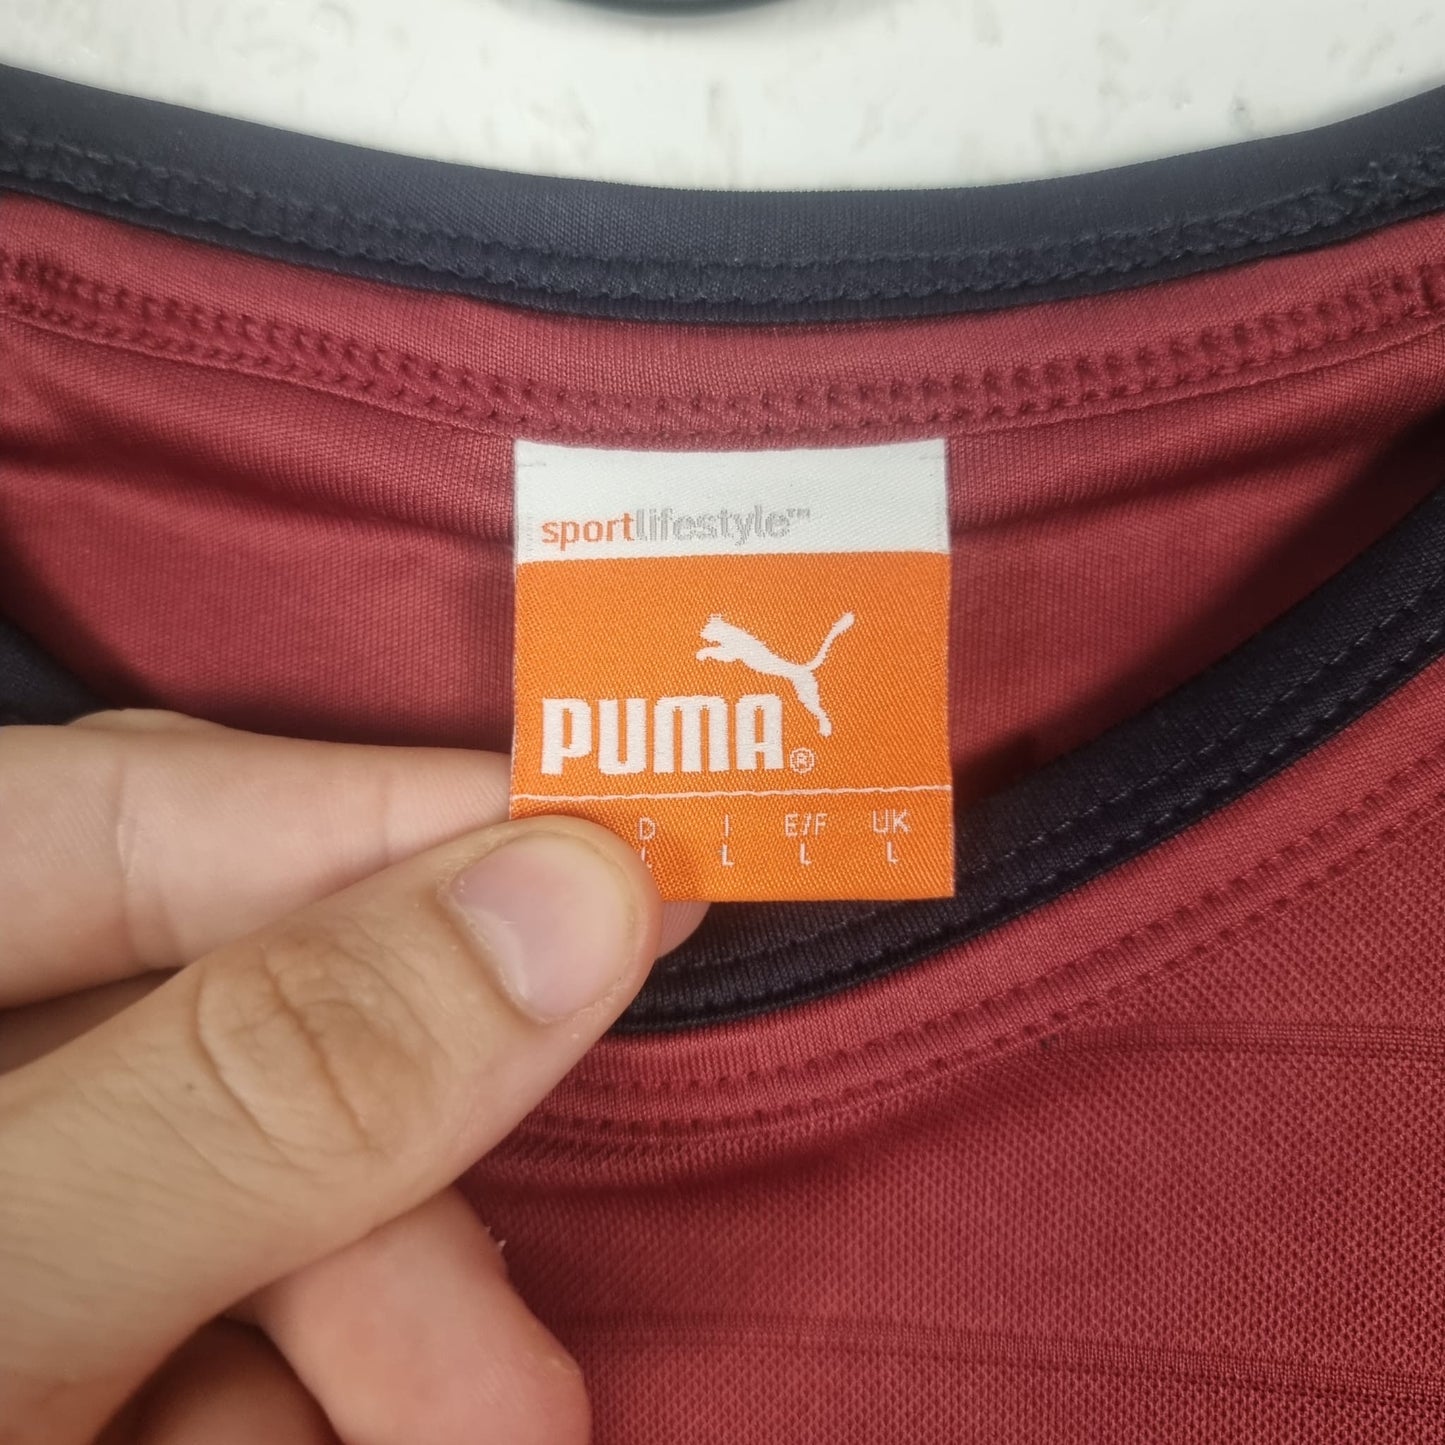 sportlifestyle™
PUMA®
D I E/F UK
L L L L